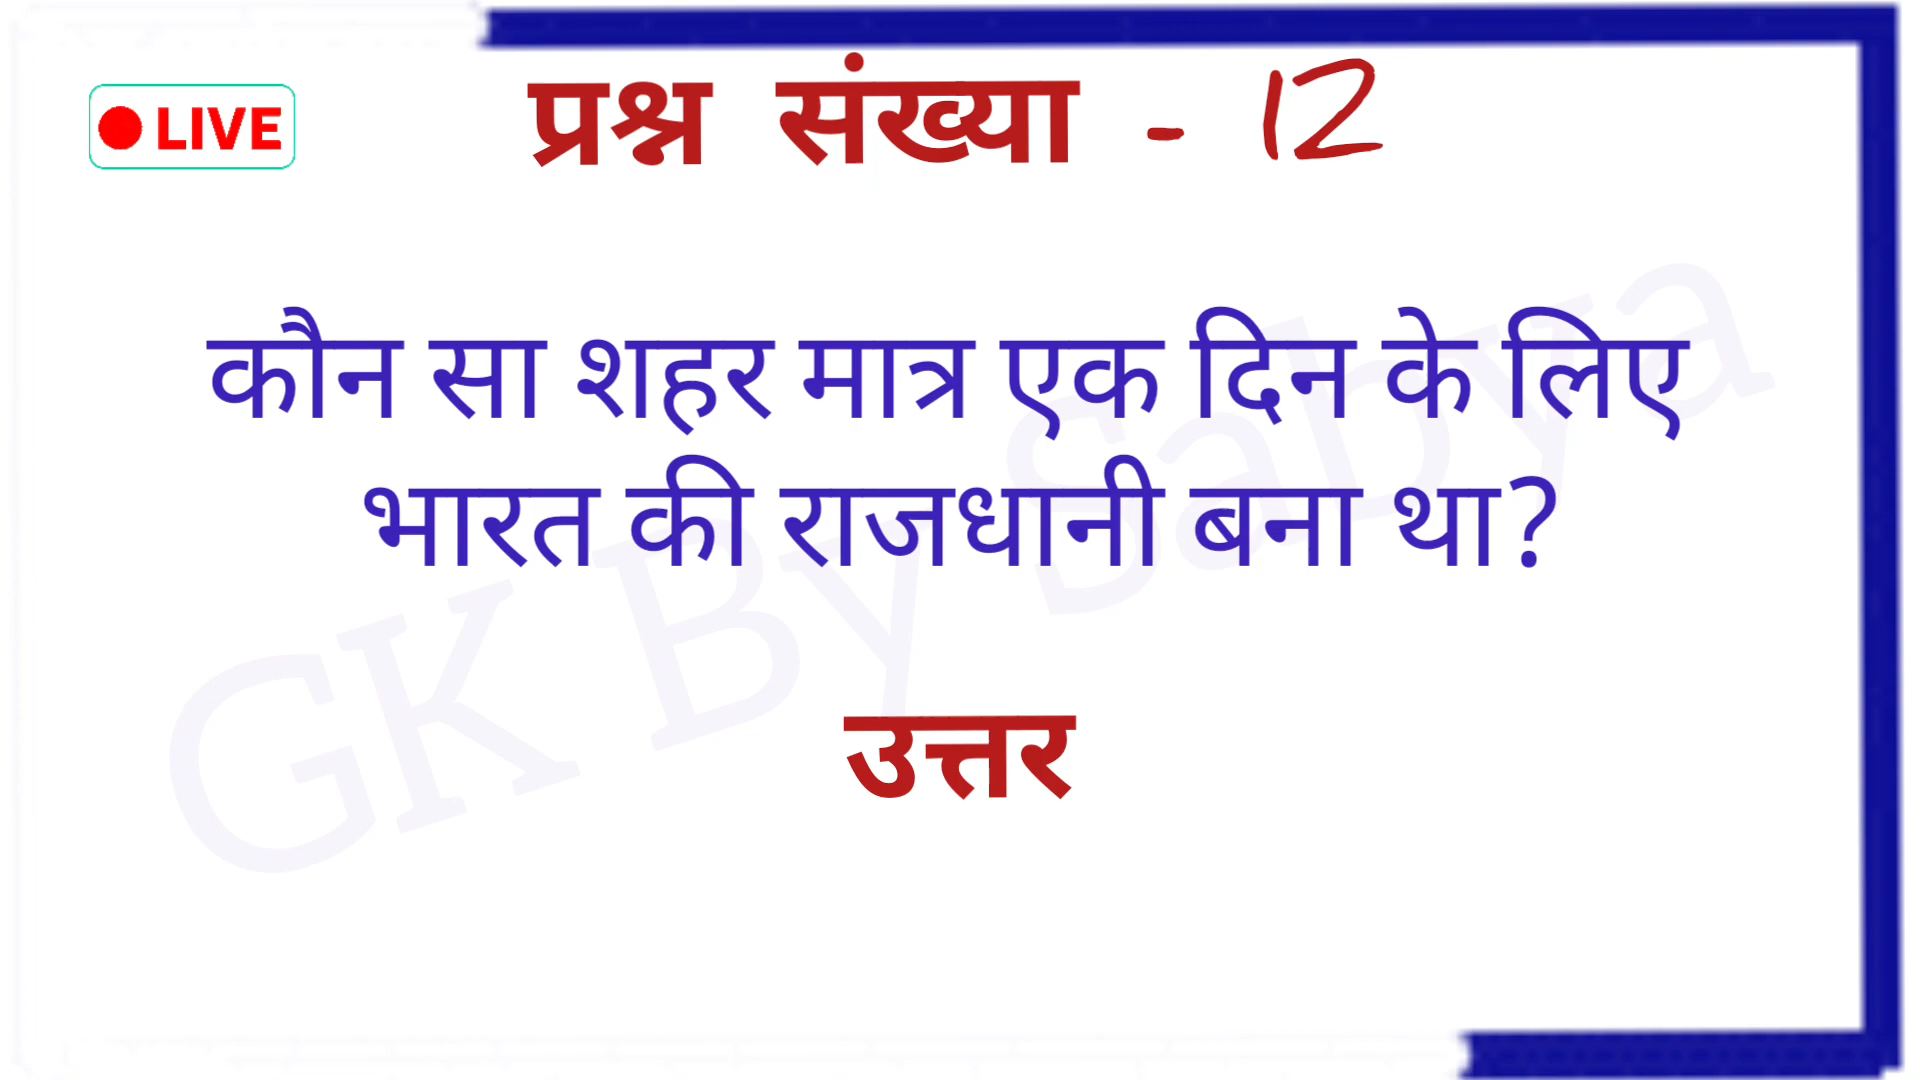 LIVE
प्रश्न संख्या - 12
कौन सा शहर मात्र एक दिन के लिए
भारत की राजधानी बना था?
GK By Sabya
उत्तर